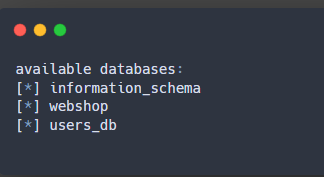 available databases:
[*] information_schema
[*] webshop
[*] users_db